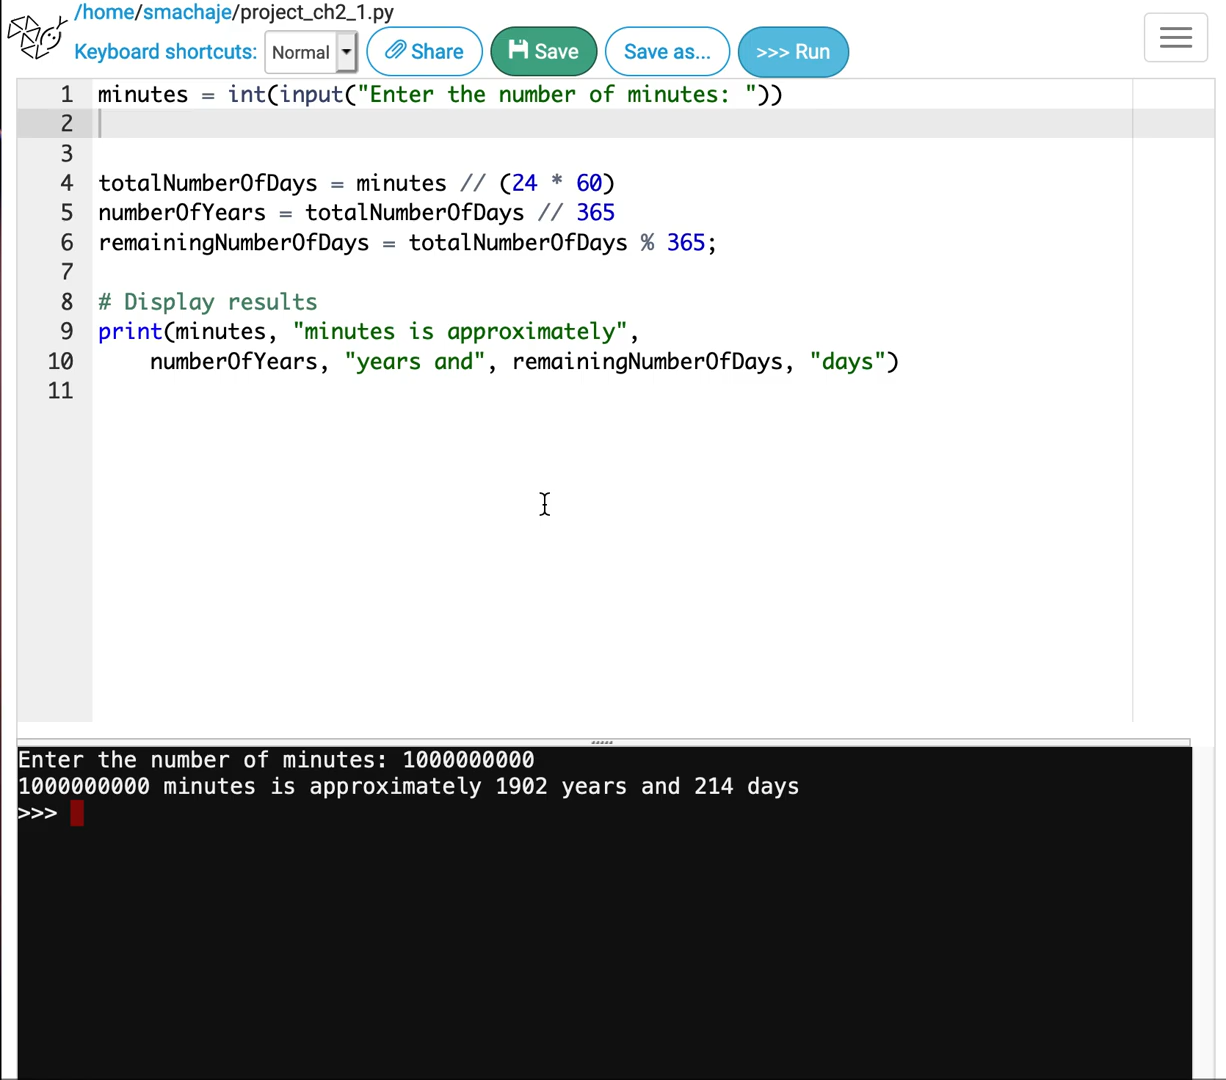 /home/smachaje/project_ch2_1.py
Keyboard shortcuts: Normal Share Save Save as... >>> Run
1 minutes = int(input("Enter the number of minutes: "))
2
3
4 totalNumberOfDays = minutes // (24 * 60)
5 numberOfYears = totalNumberOfDays // 365
6 remainingNumberOfDays = totalNumberOfDays % 365;
7
8 # Display results
9 print(minutes, "minutes is approximately",
10     numberOfYears, "years and", remainingNumberOfDays, "days")
11
Enter the number of minutes: 1000000000
1000000000 minutes is approximately 1902 years and 214 days
>>>